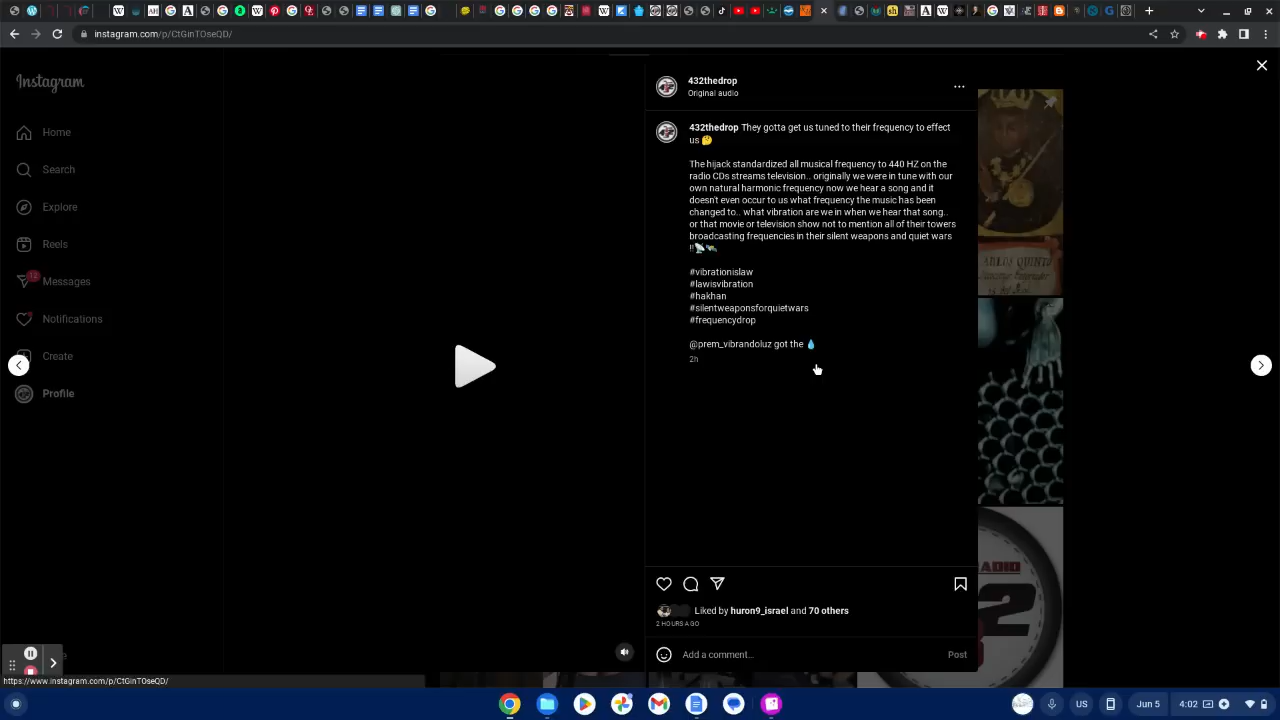 instagram.com/p/CtGinTOseQD/
Instagram
Home
Search
Explore
Reels
12
Messages
Notifications
Create
Profile
432thedrop
Original audio
432thedrop They gotta get us tuned to their frequency to effect
us 🤔
The hijack standardized all musical frequency to 440 HZ on the
radio CDs streams television.. originally we were in tune with our
own natural harmonic frequency now we hear a song and it
doesn't even occur to us what frequency the music has been
changed to.. what vibration are we in when we hear that song..
or that movie or television show not to mention all of their towers
broadcasting frequencies in their silent weapons and quiet wars
‼️📡🛰️
#vibrationislaw
#lawisvibration
#hakhan
#silentweaponsforquietwars
#frequencydrop
@prem_vibrandoluz got the 💧
2h
Liked by huron9_israel and 70 others
2 HOURS AGO
Add a comment...
Post
ARLOS QUINTO
ADIO
https://www.instagram.com/p/CtGinTOseQD/
US
Jun 5
4:02